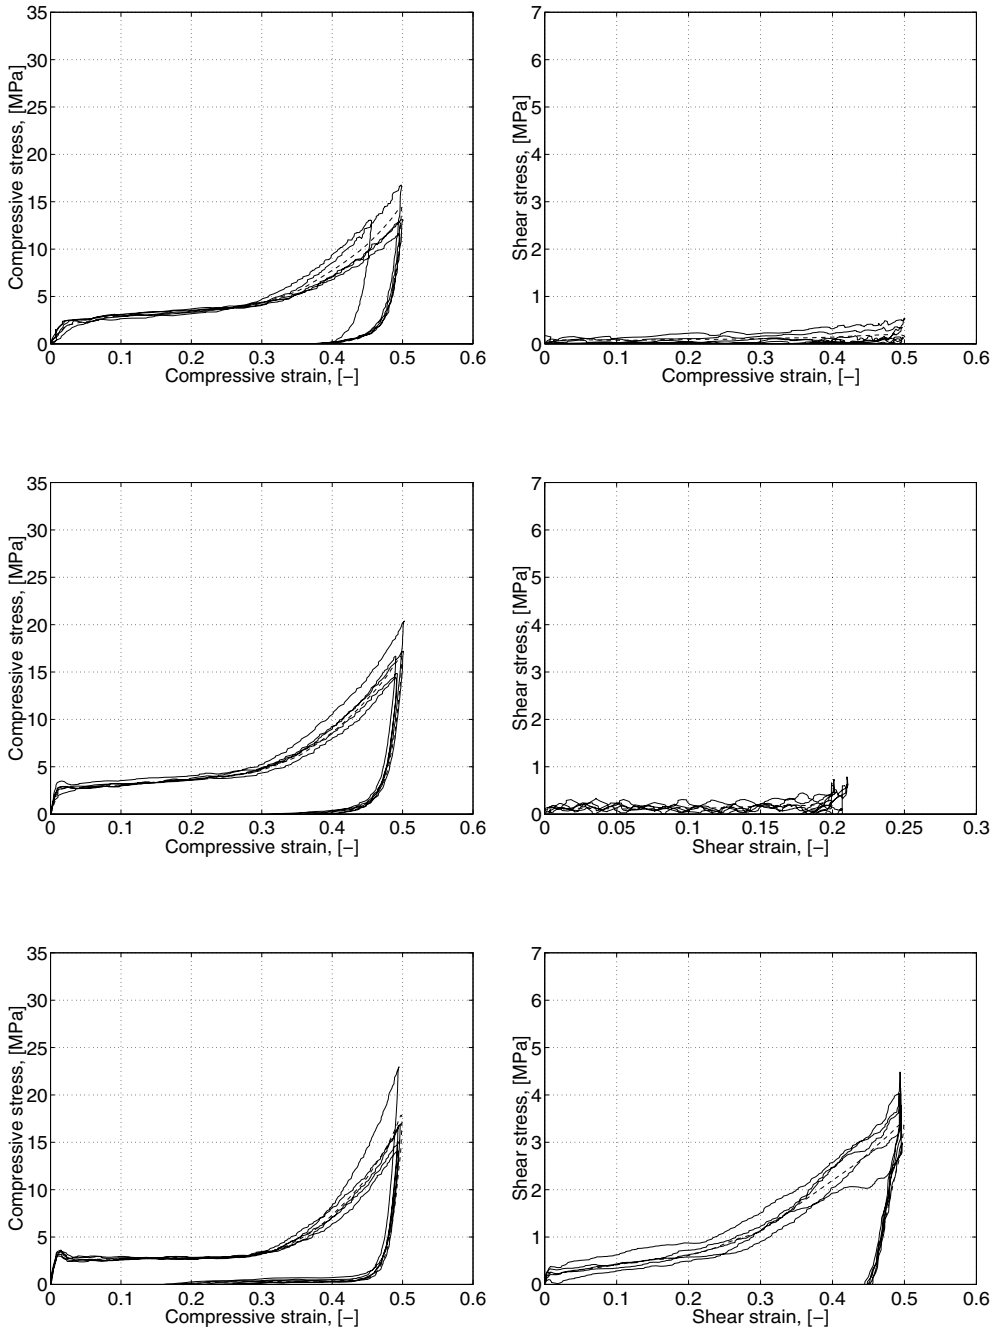 35
30
25
20
15
10
5
0
0 0.1 0.2 0.3 0.4 0.5 0.6
Compressive strain, [−]
Compressive stress, [MPa]
7
6
5
4
3
2
1
0
0 0.1 0.2 0.3 0.4 0.5 0.6
Compressive strain, [−]
Shear stress, [MPa]
35
30
25
20
15
10
5
0
0 0.1 0.2 0.3 0.4 0.5 0.6
Compressive strain, [−]
Compressive stress, [MPa]
7
6
5
4
3
2
1
0
0 0.05 0.1 0.15 0.2 0.25 0.3
Shear strain, [−]
Shear stress, [MPa]
35
30
25
20
15
10
5
0
0 0.1 0.2 0.3 0.4 0.5 0.6
Compressive strain, [−]
Compressive stress, [MPa]
7
6
5
4
3
2
1
0
0 0.1 0.2 0.3 0.4 0.5 0.6
Shear strain, [−]
Shear stress, [MPa]